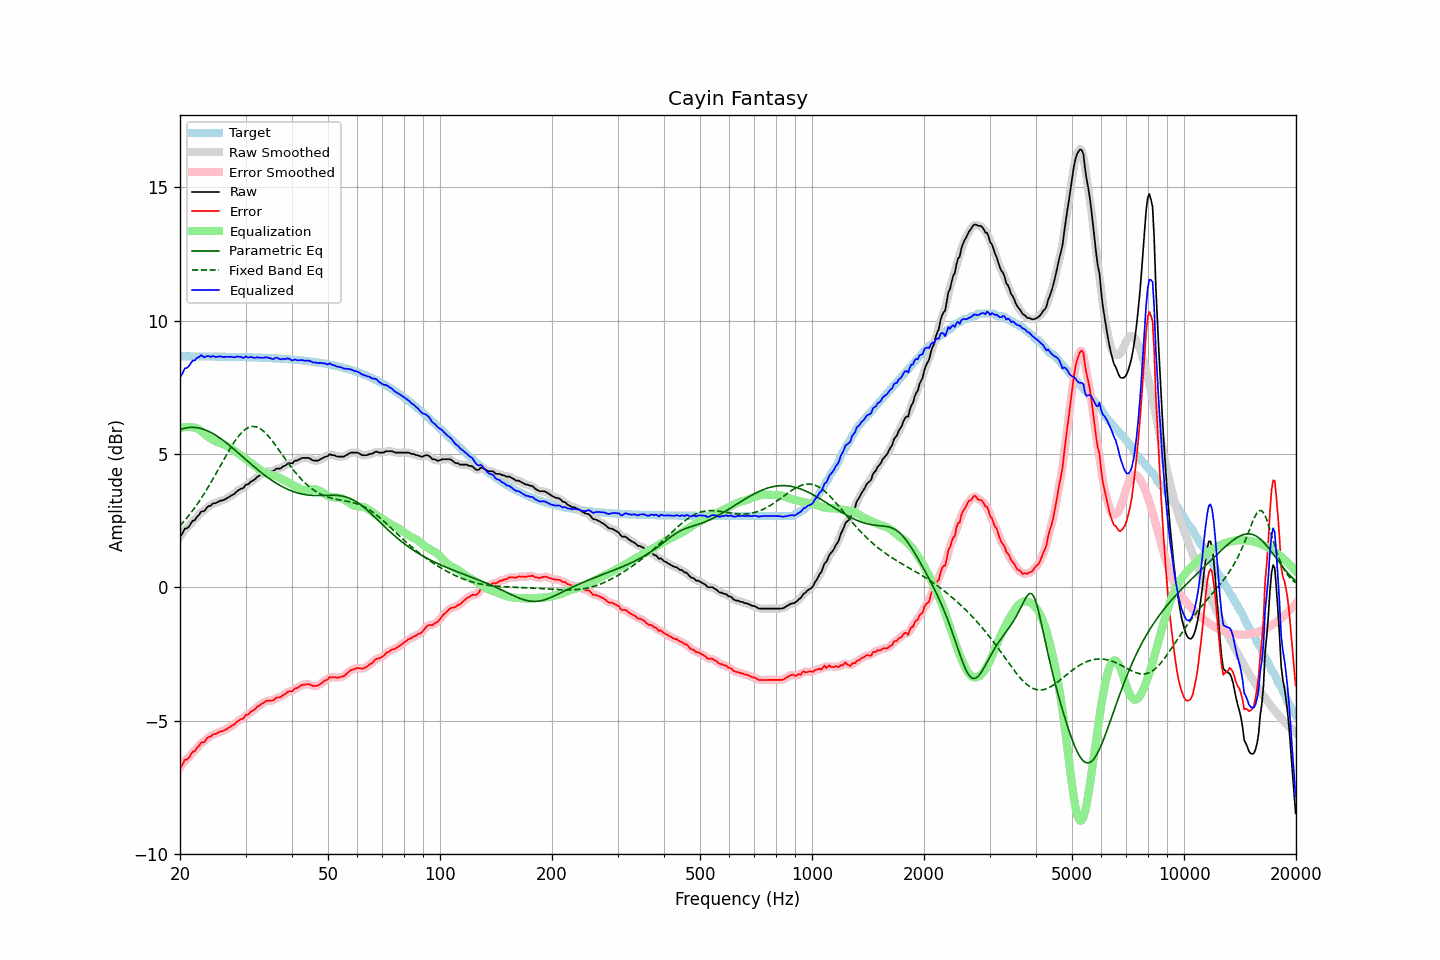 Cayin Fantasy
Target
Raw Smoothed
Error Smoothed
Raw
Error
Equalization
Parametric Eq
Fixed Band Eq
Equalized
Amplitude (dBr)
15
10
5
0
−5
−10
20 50 100 200 500 1000 2000 5000 10000 20000
Frequency (Hz)